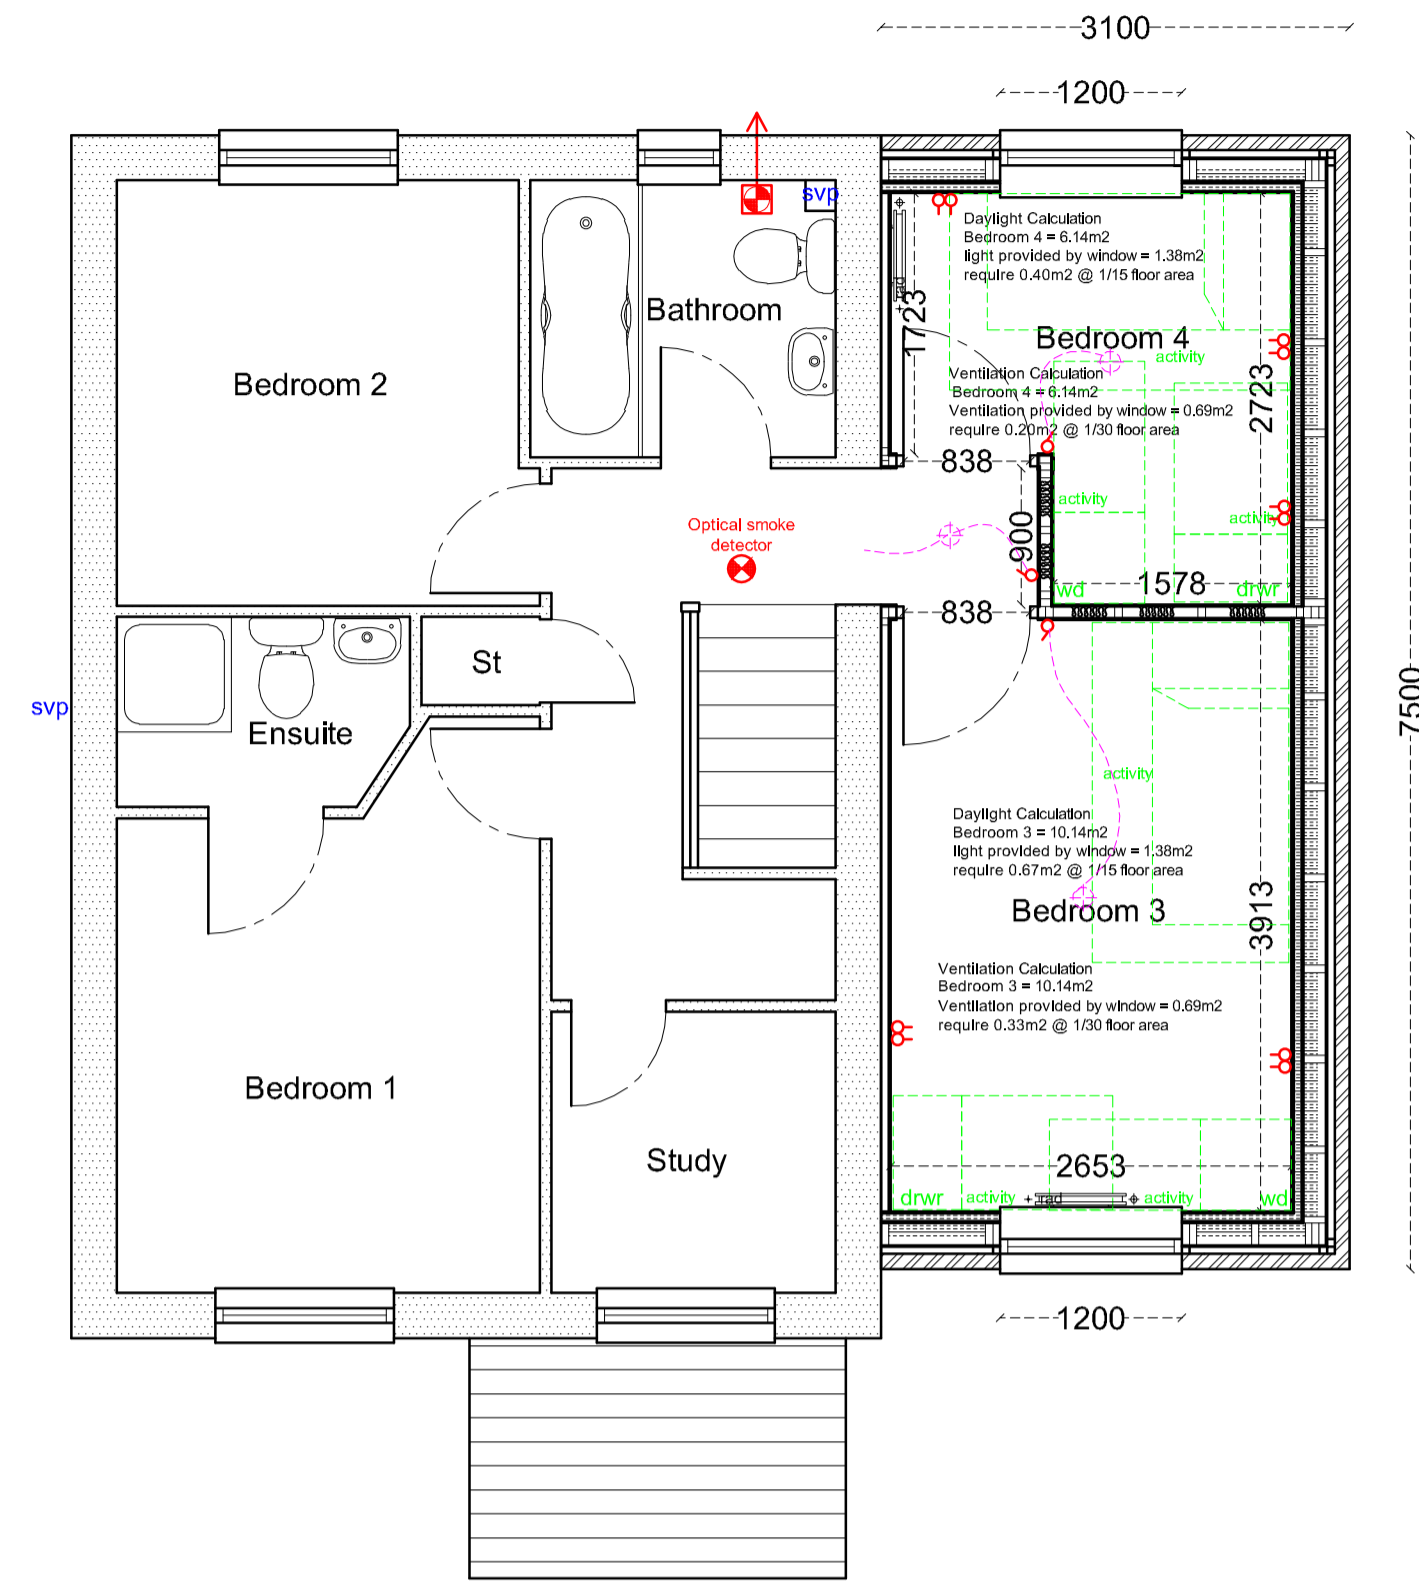 3100
1200
svp
Daylight Calculation
Bedroom 4 = 6.14m2
light provided by window = 1.38m2
require 0.40m2 @ 1/15 floor area
rad
Bathroom
1723
Bedroom 4
activity
Bedroom 2
Ventilation Calculation
Bedroom 4 = 6.14m2
Ventilation provided by window = 0.69m2
require 0.20m2 @ 1/30 floor area
2723
838
activity
activity
Optical smoke
detector
900
wd
1578
drwr
838
St
svp
Ensuite
7500
activity
Daylight Calculation
Bedroom 3 = 10.14m2
light provided by window = 1.38m2
require 0.67m2 @ 1/15 floor area
Bedroom 3
3913
Ventilation Calculation
Bedroom 3 = 10.14m2
Ventilation provided by window = 0.69m2
require 0.33m2 @ 1/30 floor area
Bedroom 1
Study
2653
drwr
activity
rad
activity
wd
1200